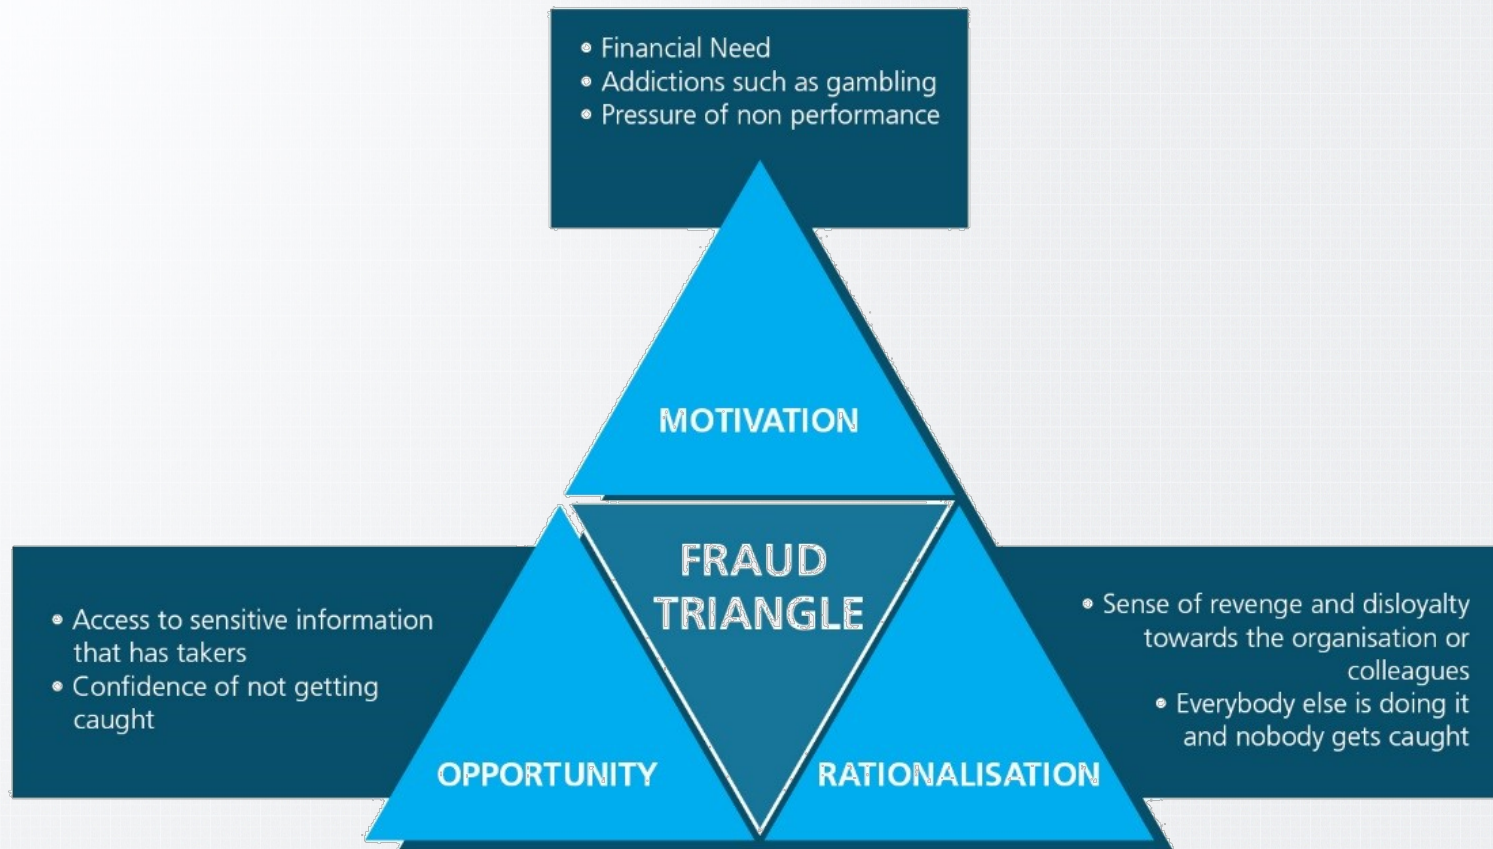 • Financial Need
• Addictions such as gambling
• Pressure of non performance
MOTIVATION
FRAUD
TRIANGLE
• Access to sensitive information
that has takers
• Confidence of not getting
caught
OPPORTUNITY
• Sense of revenge and disloyalty
towards the organisation or
colleagues
• Everybody else is doing it
and nobody gets caught
RATIONALISATION